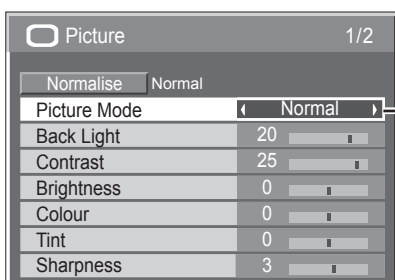 Picture 1/2
Normalise Normal
Picture Mode Normal
Back Light 20
Contrast 25
Brightness 0
Colour 0
Tint 0
Sharpness 3